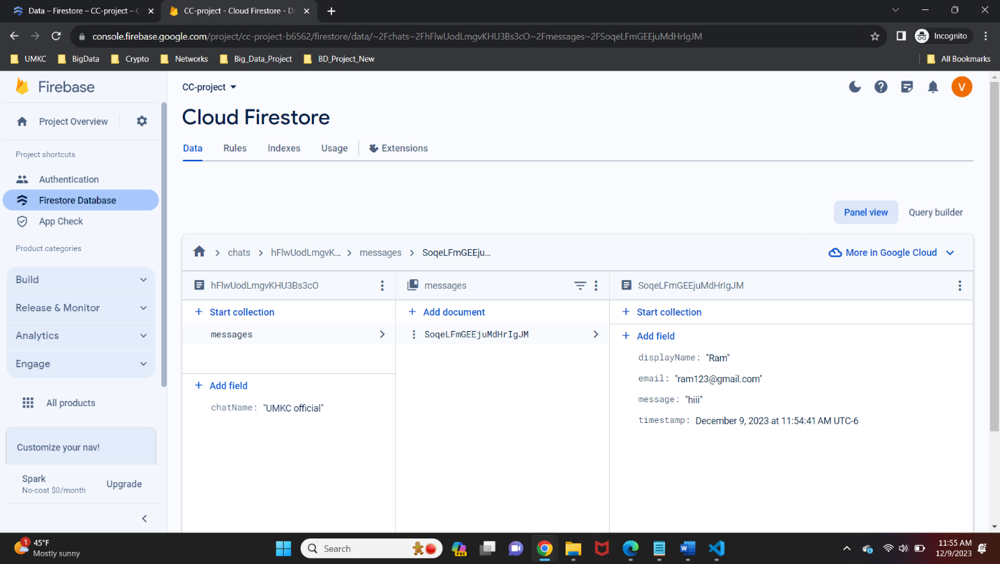 Data – Firestore – CC-project – G
CC-project - Cloud Firestore - Da
console.firebase.google.com/project/cc-project-b6562/firestore/data/~2Fchats~2FhFlwUodLmgvKHU3Bs3cO~2Fmessages~2FSoqeLFmGEEjuMdHrIgJM
Incognito
UMKC
BigData
Crypto
Networks
Big_Data_Project
BD_Project_New
All Bookmarks
Firebase
CC-project
V
Project Overview
Cloud Firestore
Data
Rules
Indexes
Usage
Extensions
Project shortcuts
Authentication
Firestore Database
App Check
Product categories
Build
Release & Monitor
Analytics
Engage
All products
Customize your nav!
Spark
No-cost $0/month
Upgrade
Panel view
Query builder
chats
hFlwUodLmgvK...
messages
SoqeLFmGEEju...
More in Google Cloud
hFlwUodLmgvKHU3Bs3cO
messages
SoqeLFmGEEjuMdHrIgJM
Start collection
Add document
Start collection
messages
SoqeLFmGEEjuMdHrIgJM
Add field
Add field
chatName: "UMKC official"
displayName: "Ram"
email: "ram123@gmail.com"
message: "hiii"
timestamp: December 9, 2023 at 11:54:41 AM UTC-6
1
45°F
Mostly sunny
Search
PRE
11:55 AM
12/9/2023